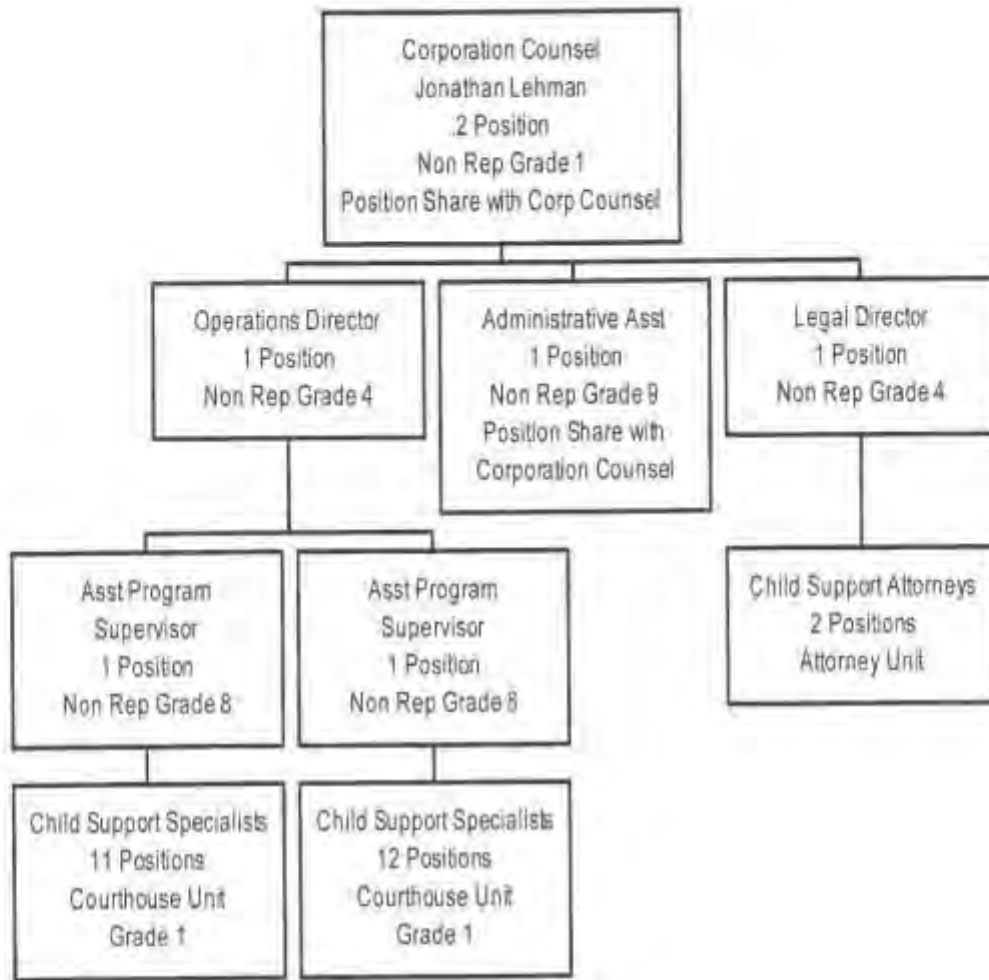 Corporation Counsel
Jonathan Lehman
.2 Position
Non Rep Grade 1
Position Share with Corp Counsel
Operations Director
1 Position
Non Rep Grade 4
Administrative Asst
1 Position
Non Rep Grade 9
Position Share with
Corporation Counsel
Legal Director
1 Position
Non Rep Grade 4
Asst Program
Supervisor
1 Position
Non Rep Grade 8
Asst Program
Supervisor
1 Position
Non Rep Grade 8
Child Support Attorneys
2 Positions
Attorney Unit
Child Support Specialists
11 Positions
Courthouse Unit
Grade 1
Child Support Specialists
12 Positions
Courthouse Unit
Grade 1